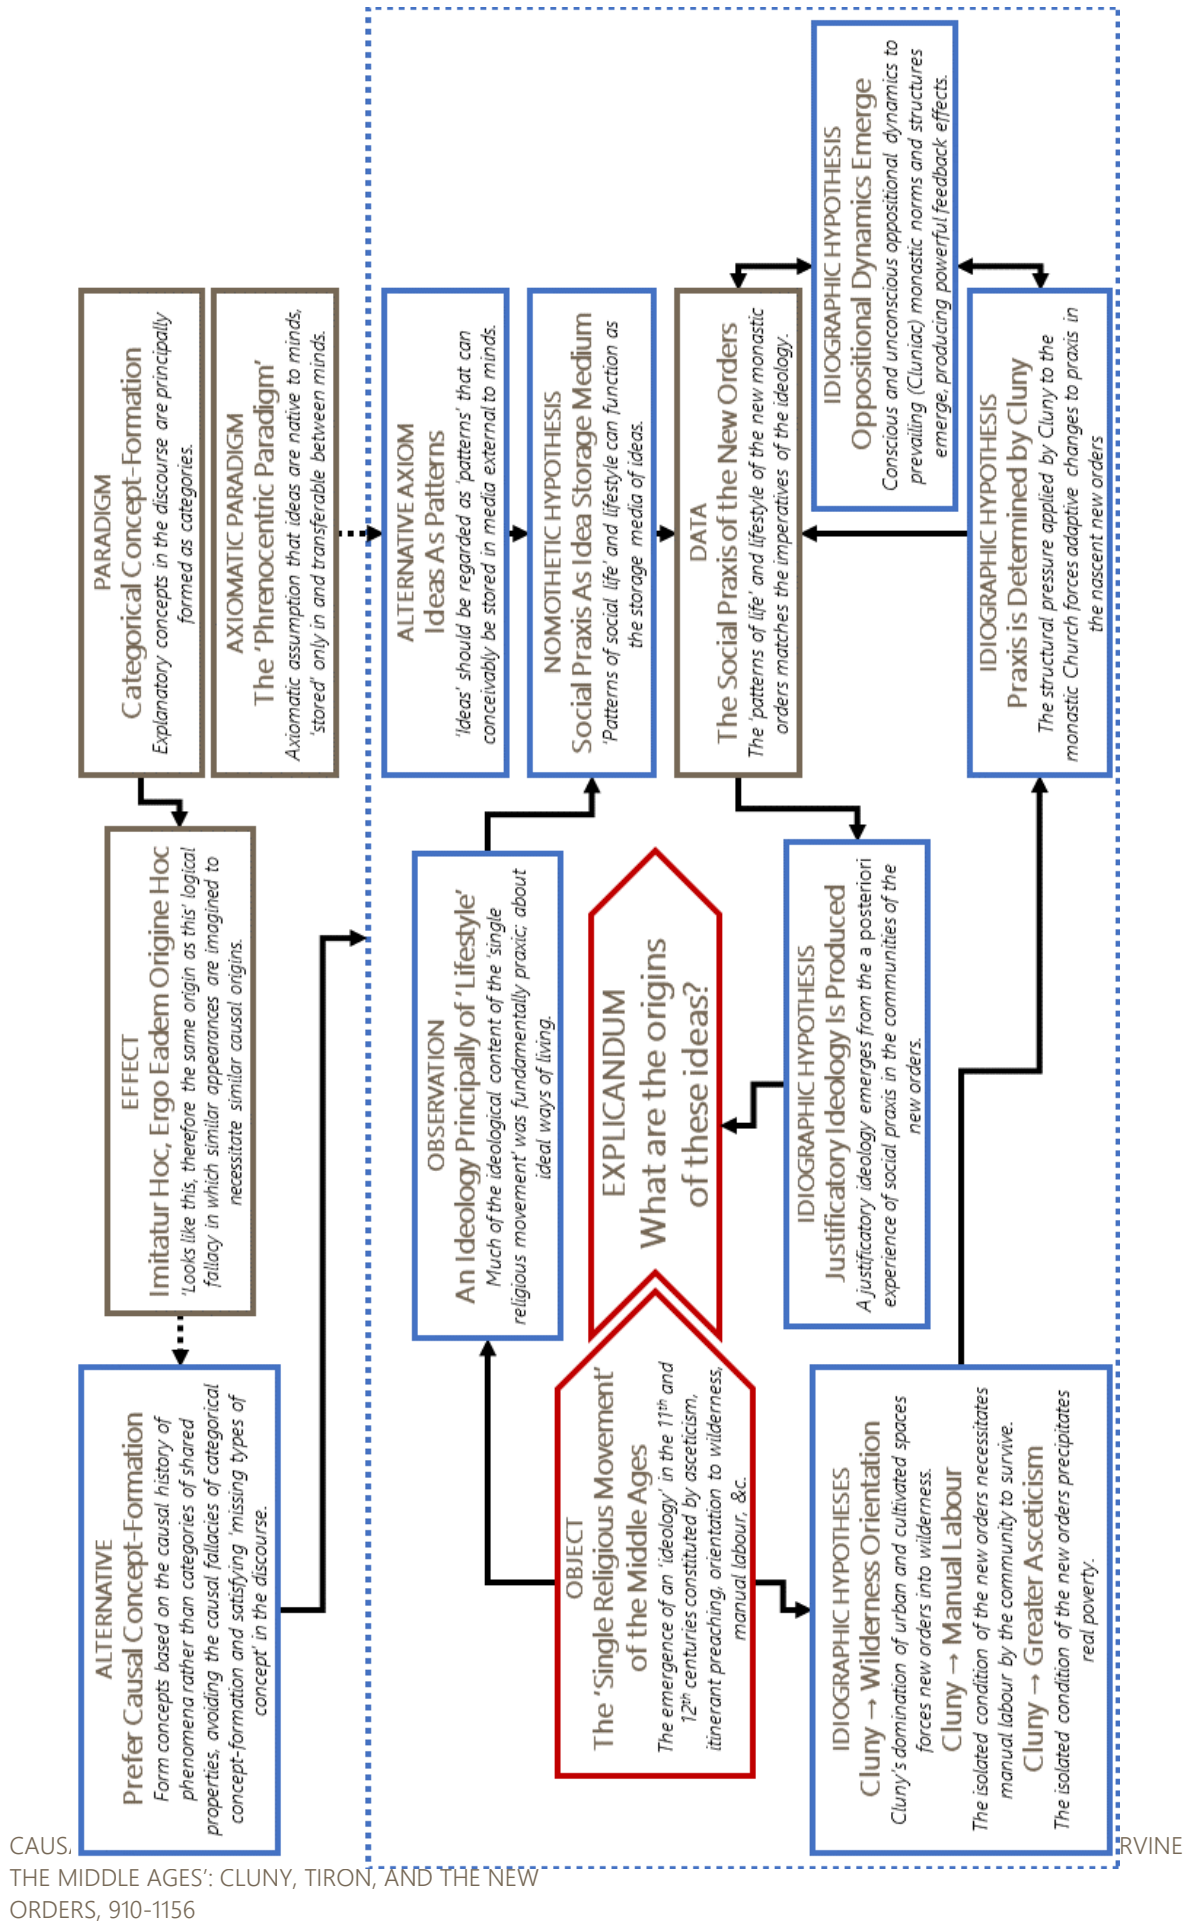 PARADIGM
Categorical Concept-Formation
Explanatory concepts in the discourse are principally
formed as categories.
AXIOMATIC PARADIGM
The 'Phrenocentric Paradigm'
Axiomatic assumption that ideas are native to minds,
'stored' only in and transferable between minds.
EFFECT
Imitatur Hoc, Ergo Eadem Origine Hoc
'Looks like this, therefore the same origin as this' logical
fallacy in which similar appearances are imagined to
necessitate similar causal origins.
ALTERNATIVE
Prefer Causal Concept-Formation
Form concepts based on the causal history of
phenomena rather than categories of shared
properties, avoiding the causal fallacies of categorical
concept-formation and satisfying 'missing types of
concept' in the discourse.
ALTERNATIVE AXIOM
Ideas As Patterns
'Ideas' should be regarded as 'patterns' that can
conceivably be stored in media external to minds.
NOMOTHETIC HYPOTHESIS
Social Praxis As Idea Storage Medium
'Patterns of social life' and lifestyle can function as
the storage media of ideas.
DATA
The Social Praxis of the New Orders
The 'patterns of life' and lifestyle of the new monastic
orders matches the imperatives of the ideology.
IDIOGRAPHIC HYPOTHESIS
Oppositional Dynamics Emerge
Conscious and unconscious oppositional dynamics to
prevailing (Cluniac) monastic norms and structures
emerge, producing powerful feedback effects.
IDIOGRAPHIC HYPOTHESIS
Praxis is Determined by Cluny
The structural pressure applied by Cluny to the
monastic Church forces adaptive changes to praxis in
the nascent new orders
OBSERVATION
An Ideology Principally of 'Lifestyle'
Much of the ideological content of the 'single
religious movement' was fundamentally praxic; about
ideal ways of living.
EXPLICANDUM
What are the origins
of these ideas?
IDIOGRAPHIC HYPOTHESIS
Justificatory Ideology Is Produced
A justificatory ideology emerges from the a posteriori
experience of social praxis in the communities of the
new orders.
OBJECT
The 'Single Religious Movement'
of the Middle Ages
The emergence of an 'ideology' in the 11th and
12th centuries constituted by asceticism,
itinerant preaching, orientation to wilderness,
manual labour, &c.
IDIOGRAPHIC HYPOTHESES
Cluny → Wilderness Orientation
Cluny's domination of urban and cultivated spaces
forces new orders into wilderness.
Cluny → Manual Labour
The isolated condition of the new orders necessitates
manual labour by the community to survive.
Cluny → Greater Asceticism
The isolated condition of the new orders precipitates
real poverty.
CAUSA
RVINE
THE MIDDLE AGES': CLUNY, TIRON, AND THE NEW
ORDERS, 910-1156